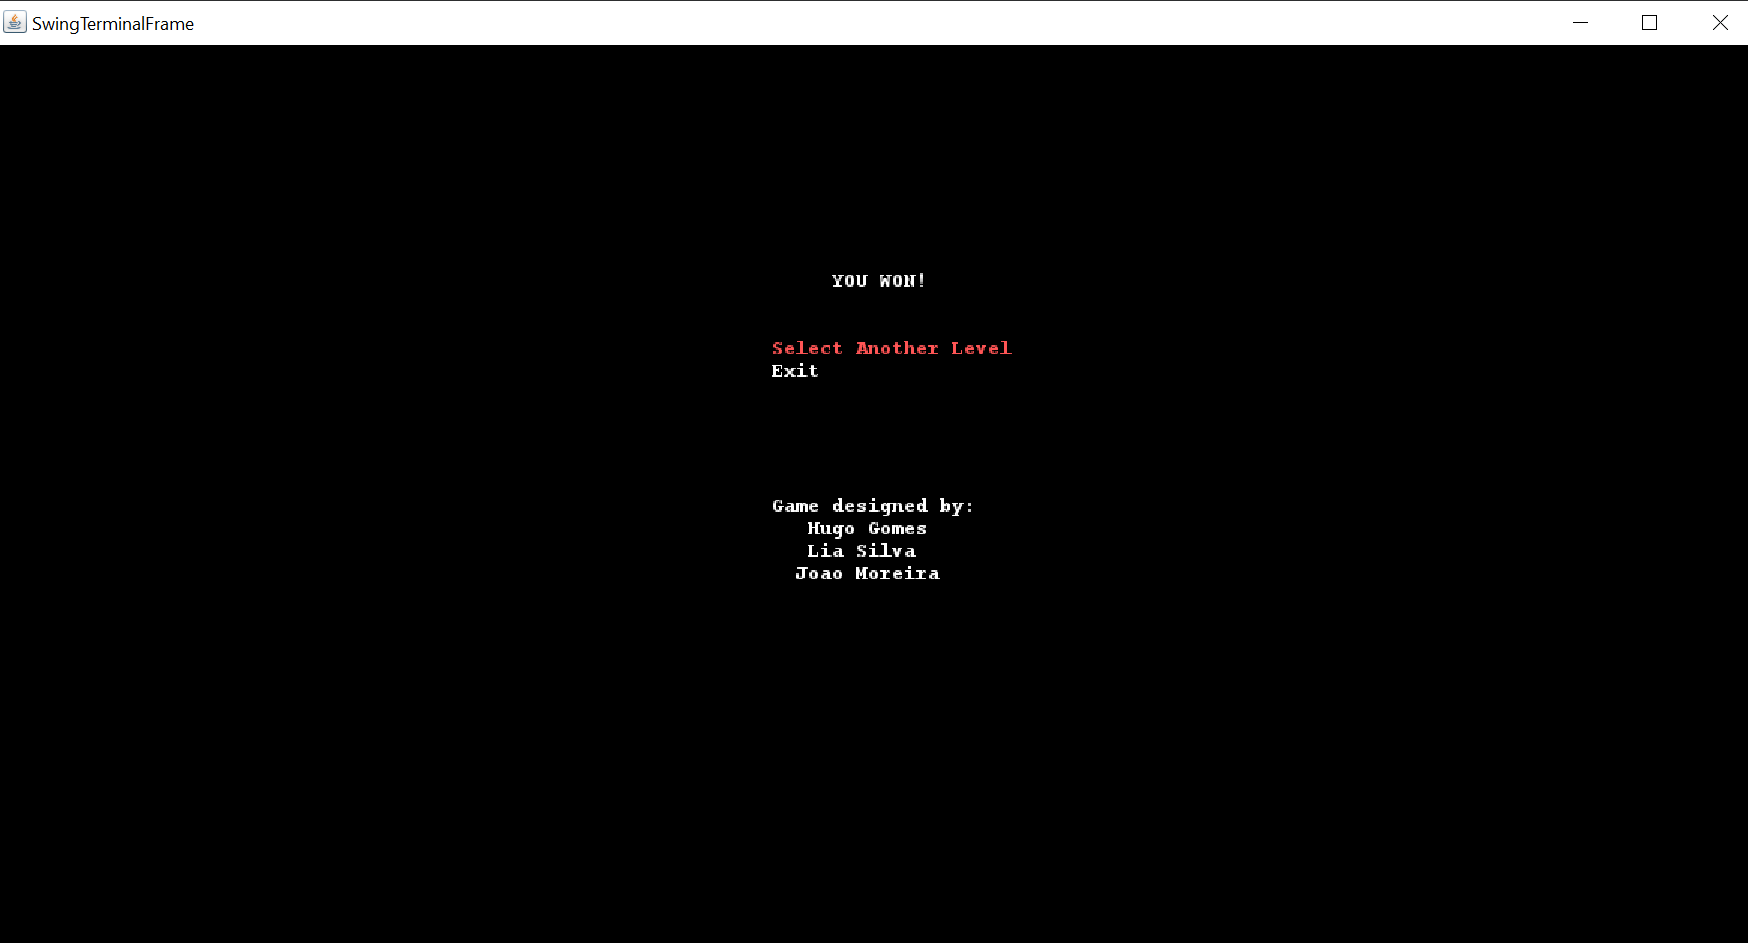 SwingTerminalFrame
YOU WON!
Select Another Level
Exit
Game designed by:
Hugo Gomes
Lia Silva
Joao Moreira